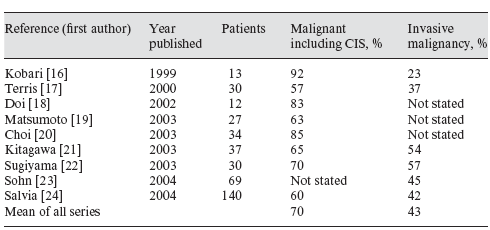 Reference (first author) Year published Patients Malignant including CIS, % Invasive malignancy, %
Kobari [16] 1999 13 92 23
Terris [17] 2000 30 57 37
Doi [18] 2002 12 83 Not stated
Matsumoto [19] 2003 27 63 Not stated
Choi [20] 2003 34 85 Not stated
Kitagawa [21] 2003 37 65 54
Sugiyama [22] 2003 30 70 57
Sohn [23] 2004 69 Not stated 45
Salvia [24] 2004 140 60 42
Mean of all series 70 43